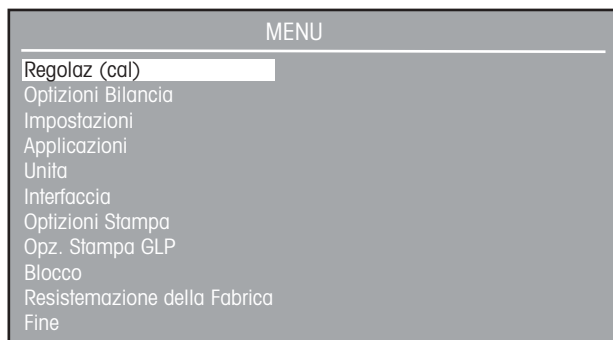 MENU
Regolaz (cal)
Optizioni Bilancia
Impostazioni
Applicazioni
Unita
Interfaccia
Optizioni Stampa
Opz. Stampa GLP
Blocco
Resistemazione della Fabrica
Fine